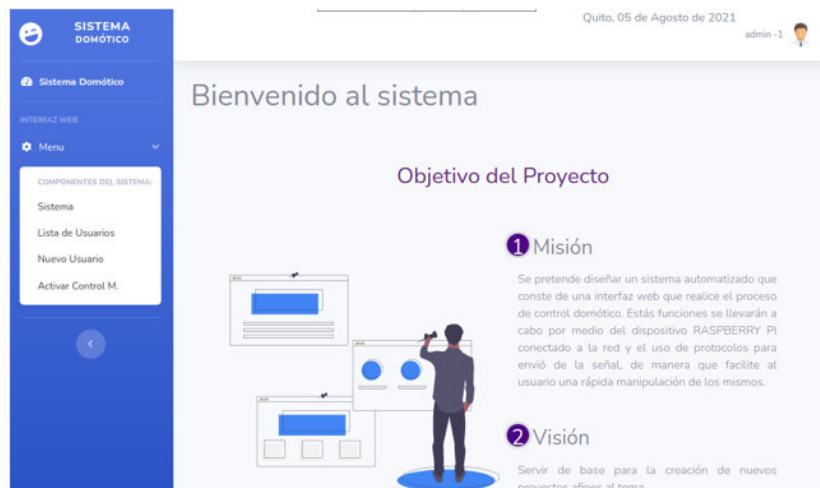 SISTEMA
DOMÓTICO
Sistema Domótico
INTERFAZ WEB
Menu
COMPONENTES DEL SISTEMA:
Sistema
Lista de Usuarios
Nuevo Usuario
Activar Control M.
Quito, 05 de Agosto de 2021
admin -1
Bienvenido al sistema
Objetivo del Proyecto
1 Misión
Se pretende diseñar un sistema automatizado que
conste de una interfaz web que realice el proceso
de control domótico. Estás funciones se llevarán a
cabo por medio del dispositivo RASPBERRY PI
conectado a la red y el uso de protocolos para
envió de la señal, de manera que facilite al
usuario una rápida manipulación de los mismos.
2 Visión
Servir de base para la creación de nuevos
proyectos afines al tema